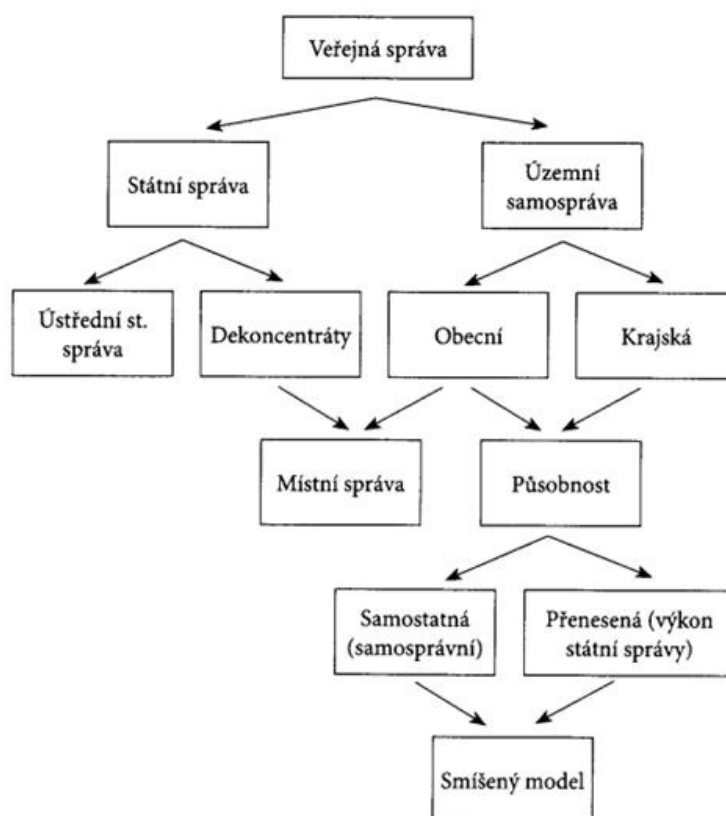 Veřejná správa
Státní správa
Územní
samospráva
Ústřední st.
správa
Dekoncentráty
Obecní
Krajská
Místní správa
Působnost
Samostatná
(samosprávní)
Přenesená (výkon
státní správy)
Smíšený model